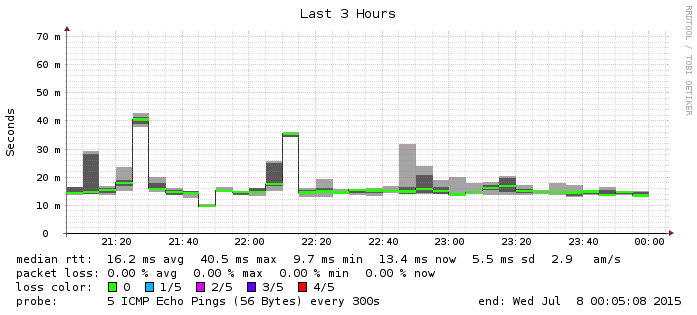 Last 3 Hours
RRDTOOL / TOBI OETIKER
Seconds
70 m
60 m
50 m
40 m
30 m
20 m
10 m
0
21:20 21:40 22:00 22:20 22:40 23:00 23:20 23:40 00:00
median rtt: 16.2 ms avg 40.5 ms max 9.7 ms min 13.4 ms now 5.5 ms sd 2.9 am/s
packet loss: 0.00 % avg 0.00 % max 0.00 % min 0.00 % now
loss color: 0 1/5 2/5 3/5 4/5
probe: 5 ICMP Echo Pings (56 Bytes) every 300s end: Wed Jul 8 00:05:08 2015